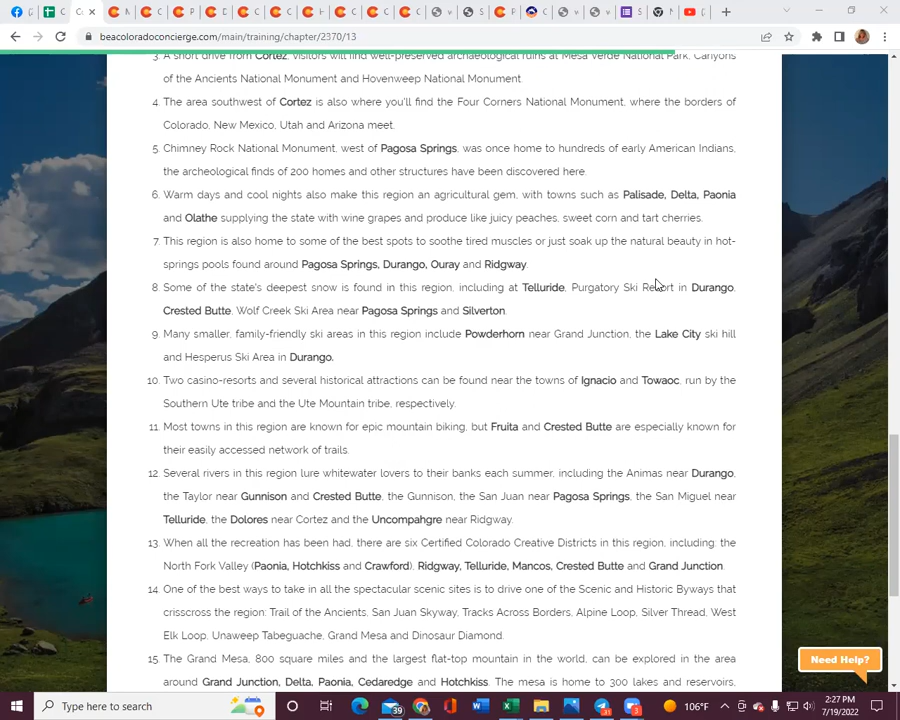 beacoloradoconcierge.com/main/training/chapter/2370/13
3. A short drive from Cortez, visitors will find well-preserved archaeological ruins at Mesa Verde National Park, Canyons
of the Ancients National Monument and Hovenweep National Monument.
4. The area southwest of Cortez is also where you'll find the Four Corners National Monument, where the borders of
Colorado, New Mexico, Utah and Arizona meet.
5. Chimney Rock National Monument, west of Pagosa Springs, was once home to hundreds of early American Indians,
the archeological finds of 200 homes and other structures have been discovered here.
6. Warm days and cool nights also make this region an agricultural gem, with towns such as Palisade, Delta, Paonia
and Olathe supplying the state with wine grapes and produce like juicy peaches, sweet corn and tart cherries.
7. This region is also home to some of the best spots to soothe tired muscles or just soak up the natural beauty in hot-
springs pools found around Pagosa Springs, Durango, Ouray and Ridgway.
8. Some of the state's deepest snow is found in this region, including at Telluride, Purgatory Ski Resort in Durango,
Crested Butte, Wolf Creek Ski Area near Pagosa Springs and Silverton.
9. Many smaller, family-friendly ski areas in this region include Powderhorn near Grand Junction, the Lake City ski hill
and Hesperus Ski Area in Durango.
10. Two casino-resorts and several historical attractions can be found near the towns of Ignacio and Towaoc, run by the
Southern Ute tribe and the Ute Mountain tribe, respectively.
11. Most towns in this region are known for epic mountain biking, but Fruita and Crested Butte are especially known for
their easily accessed network of trails.
12. Several rivers in this region lure whitewater lovers to their banks each summer, including the Animas near Durango,
the Taylor near Gunnison and Crested Butte, the Gunnison, the San Juan near Pagosa Springs, the San Miguel near
Telluride, the Dolores near Cortez and the Uncompahgre near Ridgway.
13. When all the recreation has been had, there are six Certified Colorado Creative Districts in this region, including: the
North Fork Valley (Paonia, Hotchkiss and Crawford), Ridgway, Telluride, Mancos, Crested Butte and Grand Junction.
14. One of the best ways to take in all the spectacular scenic sites is to drive one of the Scenic and Historic Byways that
crisscross the region: Trail of the Ancients, San Juan Skyway, Tracks Across Borders, Alpine Loop, Silver Thread, West
Elk Loop, Unaweep Tabeguache, Grand Mesa and Dinosaur Diamond.
15. The Grand Mesa, 800 square miles and the largest flat-top mountain in the world, can be explored in the area
around Grand Junction, Delta, Paonia, Cedaredge and Hotchkiss. The mesa is home to 300 lakes and reservoirs,
Need Help?
Type here to search
39
106°F
2:27 PM
7/19/2022